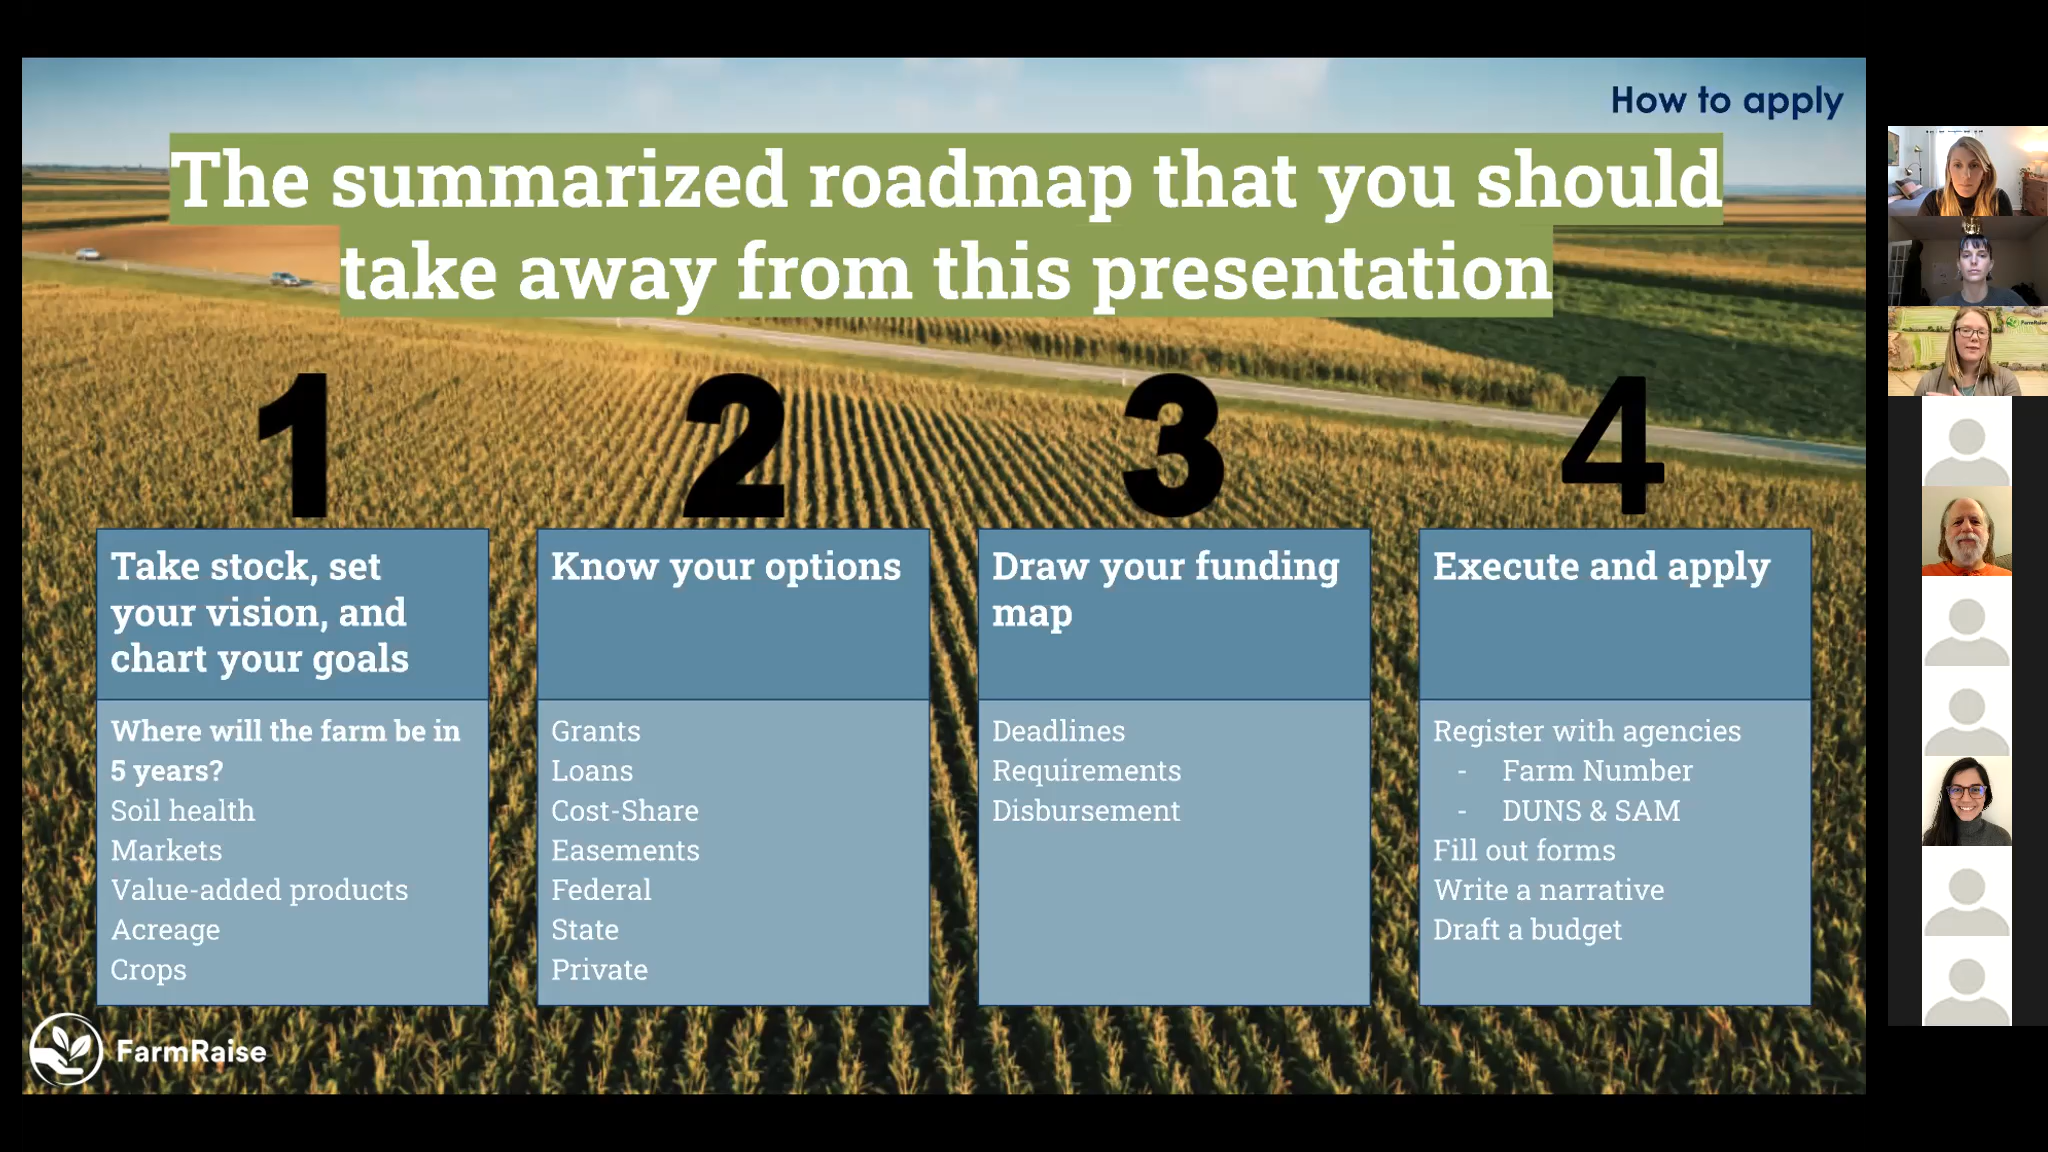 How to apply
The summarized roadmap that you should
take away from this presentation
1
2
3
4
Take stock, set
your vision, and
chart your goals
Where will the farm be in
5 years?
Soil health
Markets
Value-added products
Acreage
Crops
Know your options
Grants
Loans
Cost-Share
Easements
Federal
State
Private
Draw your funding
map
Deadlines
Requirements
Disbursement
Execute and apply
Register with agencies
- Farm Number
- DUNS & SAM
Fill out forms
Write a narrative
Draft a budget
FarmRaise
FarmRaise